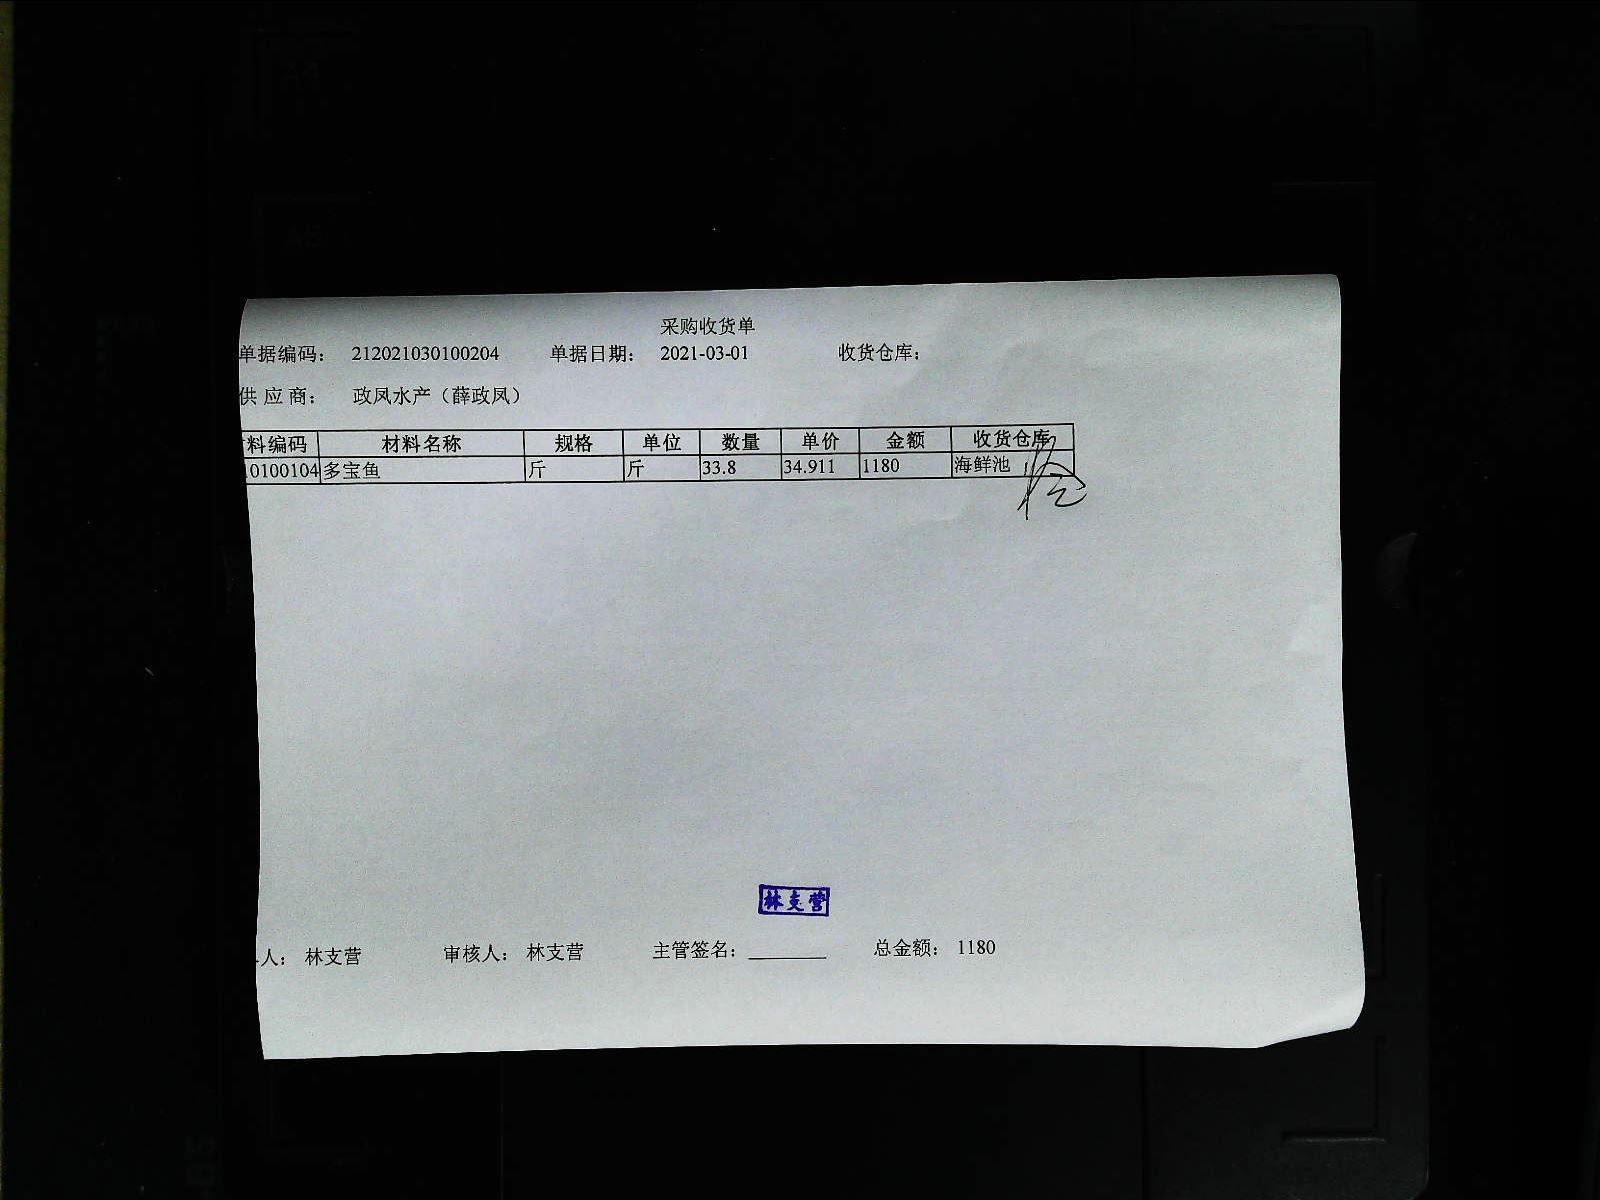 采购收货单
单据编码: 212021030100204 单据日期: 2021-03-01 收货仓库:
供应商: 政凤水产（薛政凤）
料编码 材料名称 规格 单位 数量 单价 金额 收货仓库
10100104 多宝鱼 斤 斤 33.8 34.911 1180 海鲜池
林支营
人: 林支营 审核人: 林支营 主管签名: 总金额: 1180